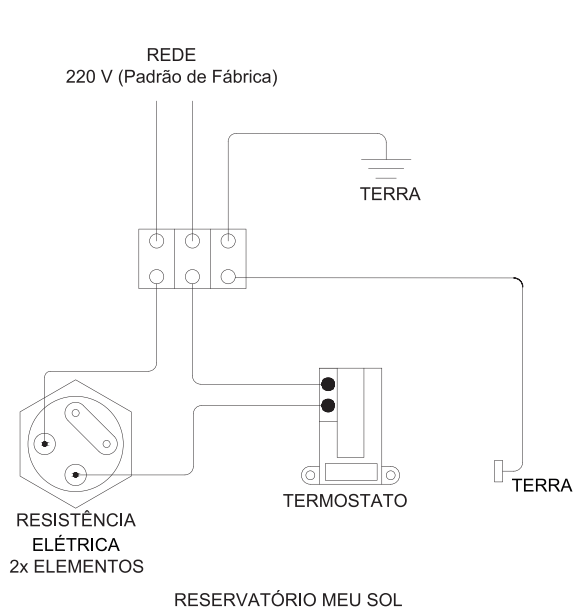 REDE
220 V (Padrão de Fábrica)
TERRA
TERMOSTATO
TERRA
RESISTÊNCIA
ELÉTRICA
2x ELEMENTOS
RESERVATÓRIO MEU SOL